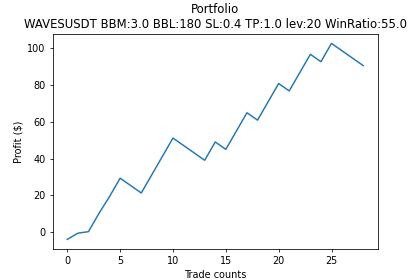 Portfolio
WAVESUSDT BBM:3.0 BBL:180 SL:0.4 TP:1.0 lev:20 WinRatio:55.0
100
80
60
40
20
0
Profit ($)
0 5 10 15 20 25
Trade counts